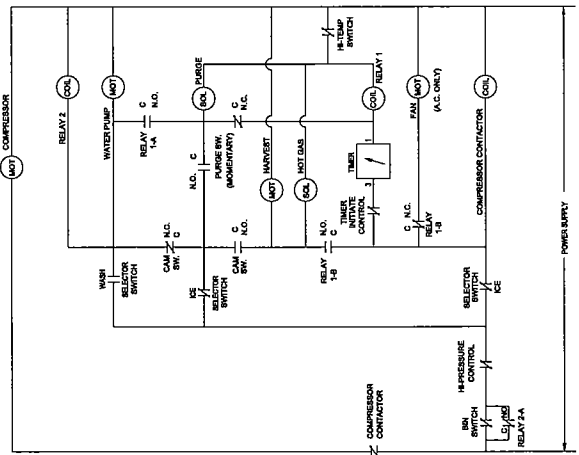 COMPRESSOR
MOT
RELAY 2
COIL
WATER PUMP
MOT
C
N.O.
RELAY
1-A
PURGE
SOL
N.O.
C
PURGE SW.
(MOMENTARY)
C
N.C.
HI-TEMP
SWITCH
RELAY 1
COIL
HARVEST
MOT
HOT GAS
SOL
1
TIMER
3
TIMER
INITIATE
CONTROL
FAN
MOT
(A.C. ONLY)
COIL
COMPRESSOR CONTACTOR
WASH
SELECTOR
SWITCH
N.O.
CAM C
SW.
C
N.O.
CAM
SW.
ICE
SELECTOR
SWITCH
N.O.
C
RELAY
1-B
C N.C.
RELAY
1-B
SELECTOR
SWITCH
ICE
HI-PRESSURE
CONTROL
COMPRESSOR
CONTACTOR
BIN
SWITCH
C
NO
RELAY 2-A
POWER SUPPLY